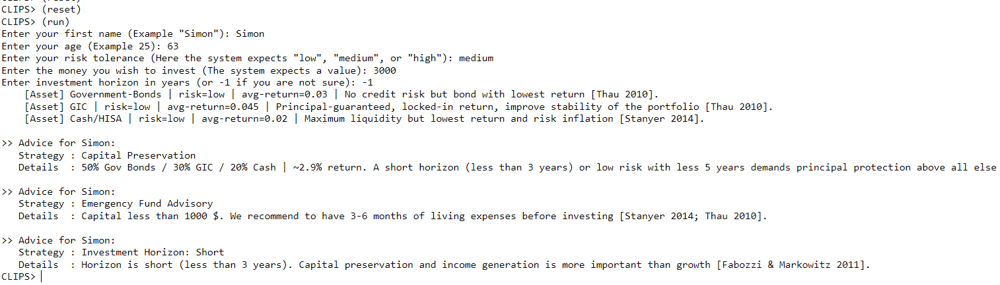 CLIPS> (reset)
CLIPS> (run)
Enter your first name (Example "Simon"): Simon
Enter your age (Example 25): 63
Enter your risk tolerance (Here the system expects "low", "medium", or "high"): medium
Enter the money you wish to invest (The system expects a value): 3000
Enter investment horizon in years (or -1 if you are not sure): -1
    [Asset] Government-Bonds | risk=low | avg-return=0.03 | No credit risk but bond with lowest return [Thau 2010].
    [Asset] GIC | risk=low | avg-return=0.045 | Principal-guaranteed, locked-in return, improve stability of the portfolio [Thau 2010].
    [Asset] Cash/HISA | risk=low | avg-return=0.02 | Maximum liquidity but lowest return and risk inflation [Stanyer 2014].
>> Advice for Simon:
   Strategy : Capital Preservation
   Details  : 50% Gov Bonds / 30% GIC / 20% Cash | ~2.9% return. A short horizon (less than 3 years) or low risk with less 5 years demands principal protection above all else
>> Advice for Simon:
   Strategy : Emergency Fund Advisory
   Details  : Capital less than 1000 $. We recommend to have 3-6 months of living expenses before investing [Stanyer 2014; Thau 2010].
>> Advice for Simon:
   Strategy : Investment Horizon: Short
   Details  : Horizon is short (less than 3 years). Capital preservation and income generation is more important than growth [Fabozzi & Markowitz 2011].
CLIPS>